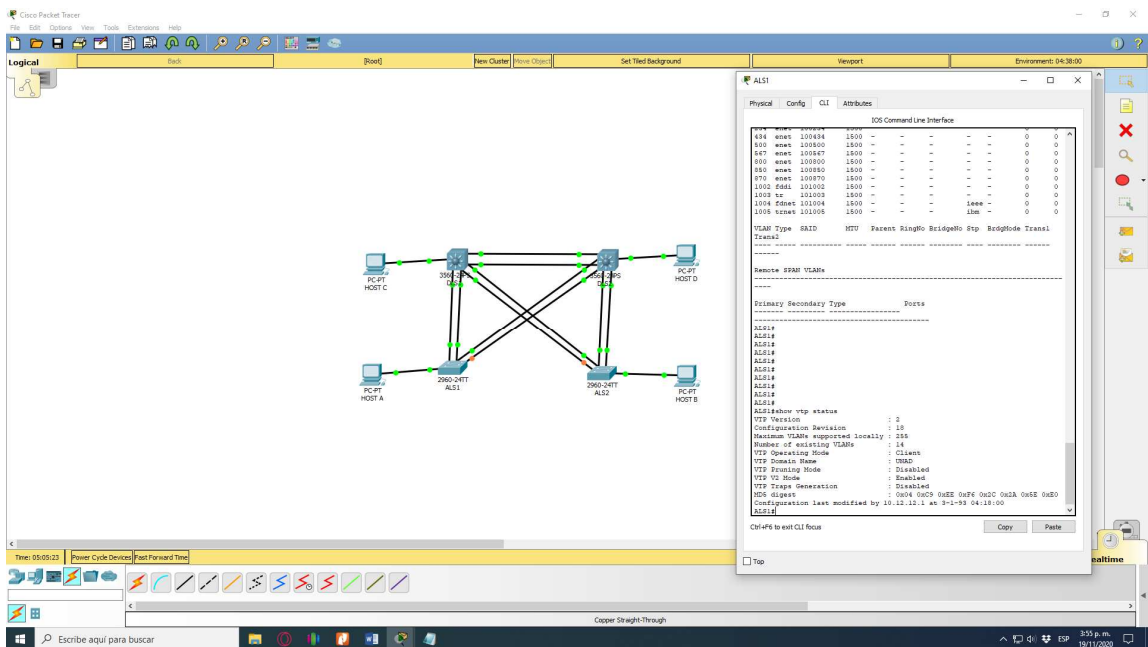 Cisco Packet Tracer
File Edit Options View Tools Extensions Help
Logical Back [Root] New Cluster Move Object Set Tiled Background Viewport Environment: 04:38:00
ALS1
Physical Config CLI Attributes
IOS Command Line Interface
434 enet 100434 1500 - - - - - 0 0
500 enet 100500 1500 - - - - - 0 0
567 enet 100567 1500 - - - - - 0 0
800 enet 100800 1500 - - - - - 0 0
850 enet 100850 1500 - - - - - 0 0
870 enet 100870 1500 - - - - - 0 0
1002 fddi 101002 1500 - - - - - 0 0
1003 tr 101003 1500 - - - - - 0 0
1004 fdnet 101004 1500 - - - ieee - 0 0
1005 trnet 101005 1500 - - - ibm - 0 0
VLAN Type SAID MTU Parent RingNo BridgeNo Stp BrdgMode Trans1
Trans2
---- ----- ---------- ----- ------ ------ -------- ---- -------- ------
------
Remote SPAN VLANs
------------------------------------------------------------------------------
----
Primary Secondary Type Ports
------- --------- ----------------- ------------------------------------------
ALS1#
ALS1#
ALS1#
ALS1#
ALS1#
ALS1#
ALS1#
ALS1#
ALS1#
ALS1#
ALS1#show vtp status
VTP Version : 2
Configuration Revision : 18
Maximum VLANs supported locally : 255
Number of existing VLANs : 14
VTP Operating Mode : Client
VTP Domain Name : UNAD
VTP Pruning Mode : Disabled
VTP V2 Mode : Enabled
VTP Traps Generation : Disabled
MD5 digest : 0x04 0xC9 0xEE 0xF6 0x2C 0x2A 0x6E 0xE0
Configuration last modified by 10.12.12.1 at 3-1-93 04:18:00
ALS1#
Ctrl+F6 to exit CLI focus Copy Paste
Top
PC-PT
HOST C
PC-PT
HOST D
PC-PT
HOST A
2960-24TT
ALS1
2960-24TT
ALS2
PC-PT
HOST B
Time: 05:05:23 Power Cycle Devices Fast Forward Time
ealtime
Copper Straight-Through
Escribe aquí para buscar
ESP
3:55 p. m.
19/11/2020